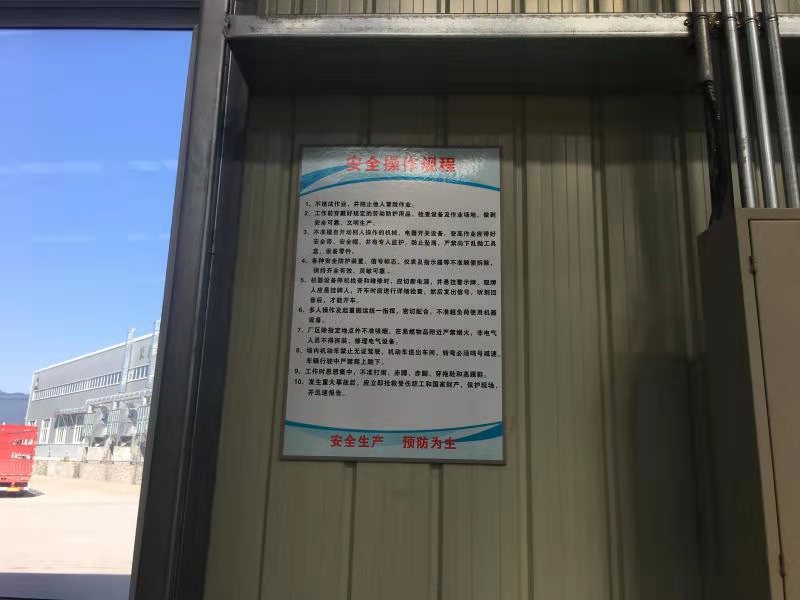 安全操作规程
1、不违法作业，并阻止他人冒险作业。
2、工作前穿戴好规定的劳动防护用品，检查设备及作业场地，做到
安全可靠、文明生产。
3、不准擅自开动别人操作的机械、电器开关设备，登高作业应带好
安全带、安全帽，并有专人监护，防止坠落，严禁向下乱抛工具
盒、设备零件。
4、各种安全防护装置、信号标志、仪表及指示器等不准随便拆除，
保持齐全有效、灵敏可靠。
5、机器设备停机检查和维修时，应切断电源，并悬挂警示牌，取牌
人应是挂牌人，开车时应进行详细检查，然后发出信号，听到回
音后，才能开车。
6、多人操作及起重搬运统一指挥，密切配合，不准超负荷使用机器
设备。
7、厂区除指定地点外不准吸烟，在易燃物品附近严禁烟火，非电气
人员不得拆装、修理电气设备。
8、场内机动车禁止无证驾驶，机动车进出车间、转弯必须鸣号减速，
车辆行驶中严禁爬上跳下。
9、工作时思想集中，不准打闹、赤膊、赤脚、穿拖鞋和高跟鞋。
10、发生重大事故后，应立即抢救受伤职工和国家财产，保护现场，
并迅速报告。
安全生产 预防为主